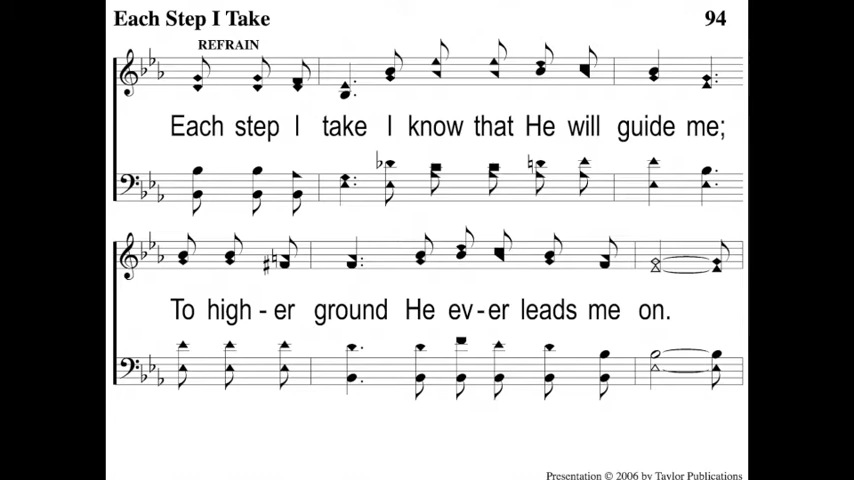 Each Step I Take 94
REFRAIN
Each step I take I know that He will guide me;
To high - er ground He ev - er leads me on.
Presentation © 2006 by Taylor Publications